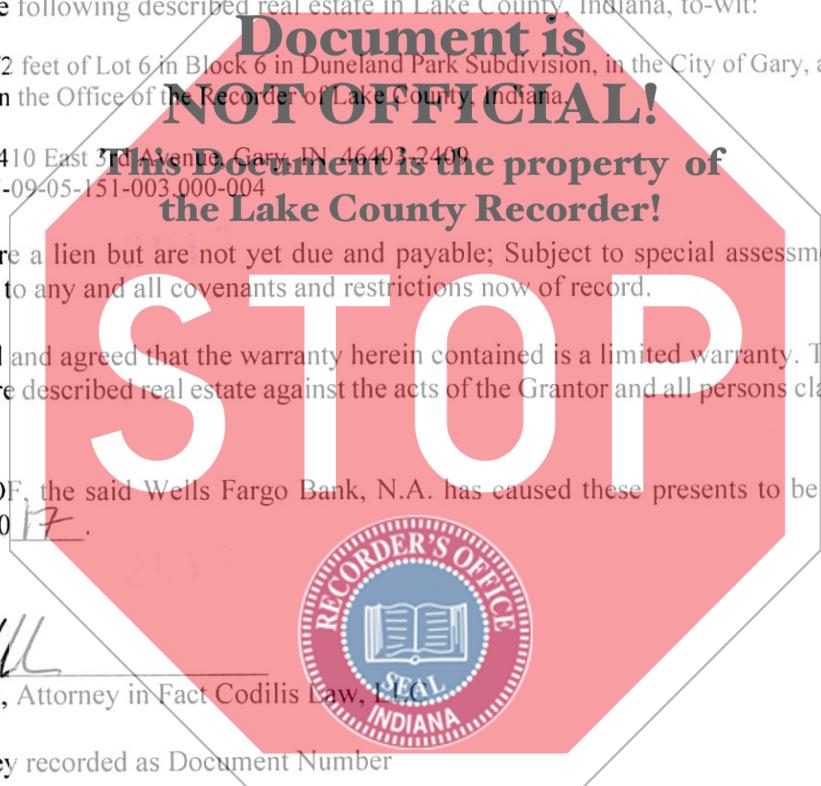 e following described real estate in Lake County, Indiana, to-wit:
Document is
2 feet of Lot 6 in Block 6 in Duneland Park Subdivision, in the City of Gary, a
n the Office of the Recorder of Lake County, Indiana.
NOT OFFICIAL!
410 East 3rd Avenue, Gary, IN 46403-2409
This Document is the property of
-09-05-151-003.000-004
the Lake County Recorder!
re a lien but are not yet due and payable; Subject to special assessm
to any and all covenants and restrictions now of record.
STOP
l and agreed that the warranty herein contained is a limited warranty. T
re described real estate against the acts of the Grantor and all persons cla
OF, the said Wells Fargo Bank, N.A. has caused these presents to be
0 17 .
RECORDER'S OFFICE
SEAL
INDIANA
, Attorney in Fact Codilis Law, LLC
ey recorded as Document Number